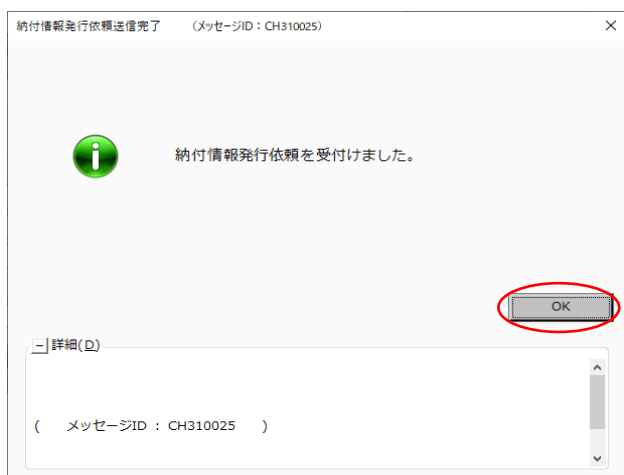 納付情報発行依頼送信完了　（メッセージID：CH310025）
納付情報発行依頼を受付けました。
OK
詳細(D)
(　メッセージID : CH310025　)